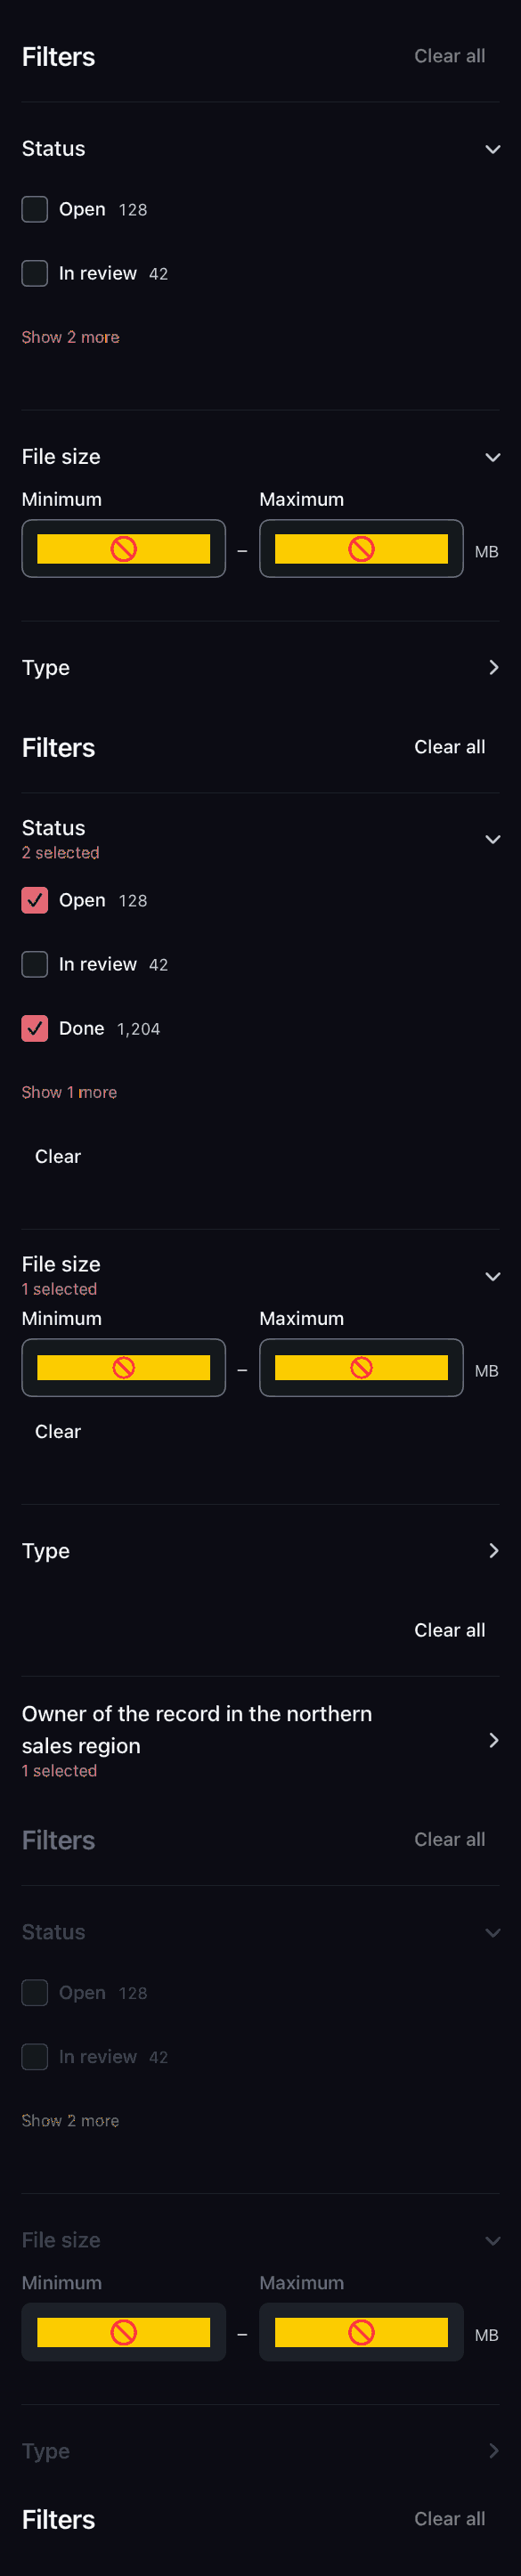 Filters Clear all
Status
Open 128
In review 42
Show 2 more
File size
Minimum Maximum
– MB
Type
Filters Clear all
Status
2 selected
Open 128
In review 42
Done 1,204
Show 1 more
Clear
File size
1 selected
Minimum Maximum
– MB
Clear
Type
Clear all
Owner of the record in the northern
sales region
1 selected
Filters Clear all
Status
Open 128
In review 42
Show 2 more
File size
Minimum Maximum
– MB
Type
Filters Clear all